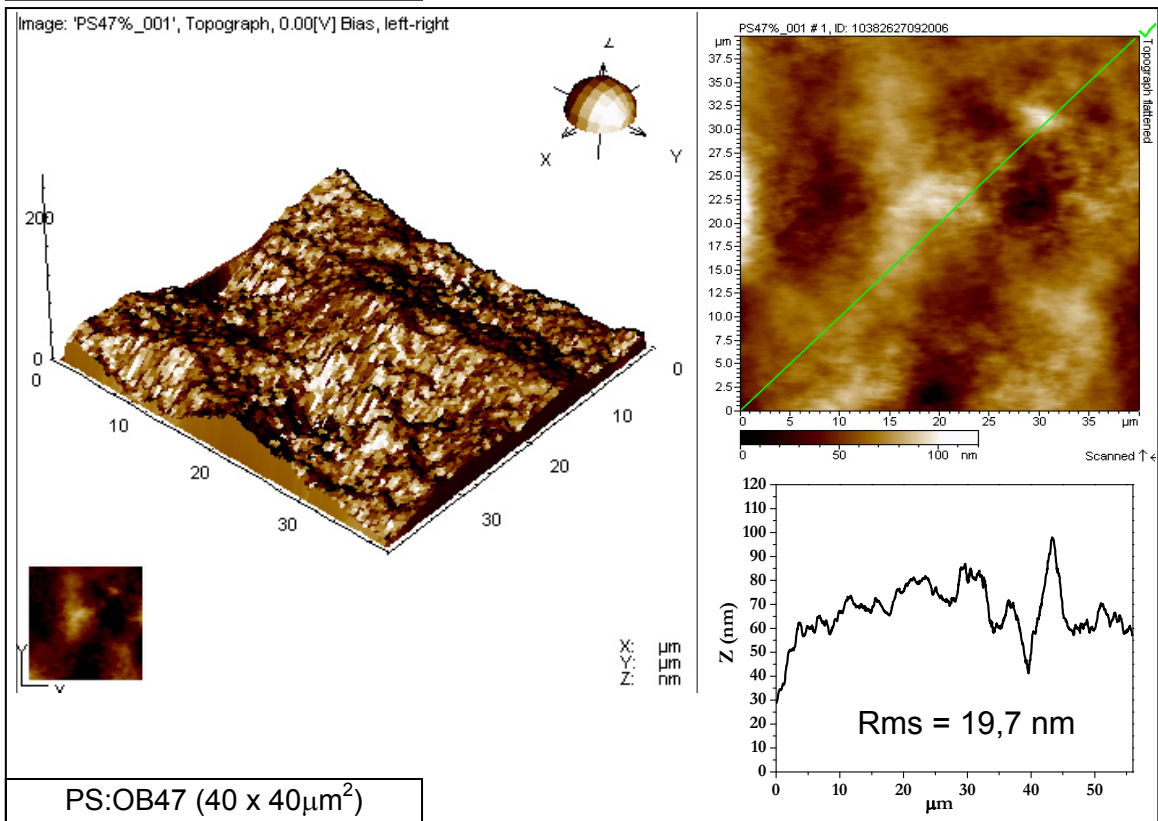 Image: 'PS47%_001', Topograph, 0.00[V] Bias, left-right
Z
X
Y
200
0
0
10
20
30
0
10
20
30
X: µm
Y: µm
Z: nm
Y
X
PS:OB47 (40 x 40µm²)
PS47%_001 # 1, ID: 10382627092006
Topograph flattened
µm
37.5
35.0
32.5
30.0
27.5
25.0
22.5
20.0
17.5
15.0
12.5
10.0
7.5
5.0
2.5
0
0 5 10 15 20 25 30 35 µm
0 50 100 nm
Scanned ↑
120
110
100
90
80
70
60
50
40
30
20
10
0
Z (nm)
Rms = 19,7 nm
0 10 20 30 40 50
µm